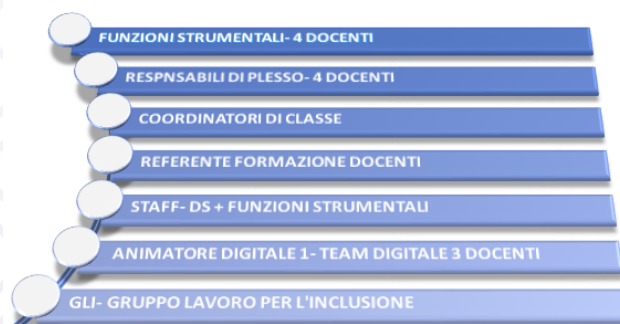 FUNZIONI STRUMENTALI- 4 DOCENTI
RESPNSABILI DI PLESSO- 4 DOCENTI
COORDINATORI DI CLASSE
REFERENTE FORMAZIONE DOCENTI
STAFF- DS + FUNZIONI STRUMENTALI
ANIMATORE DIGITALE 1- TEAM DIGITALE 3 DOCENTI
GLI- GRUPPO LAVORO PER L'INCLUSIONE